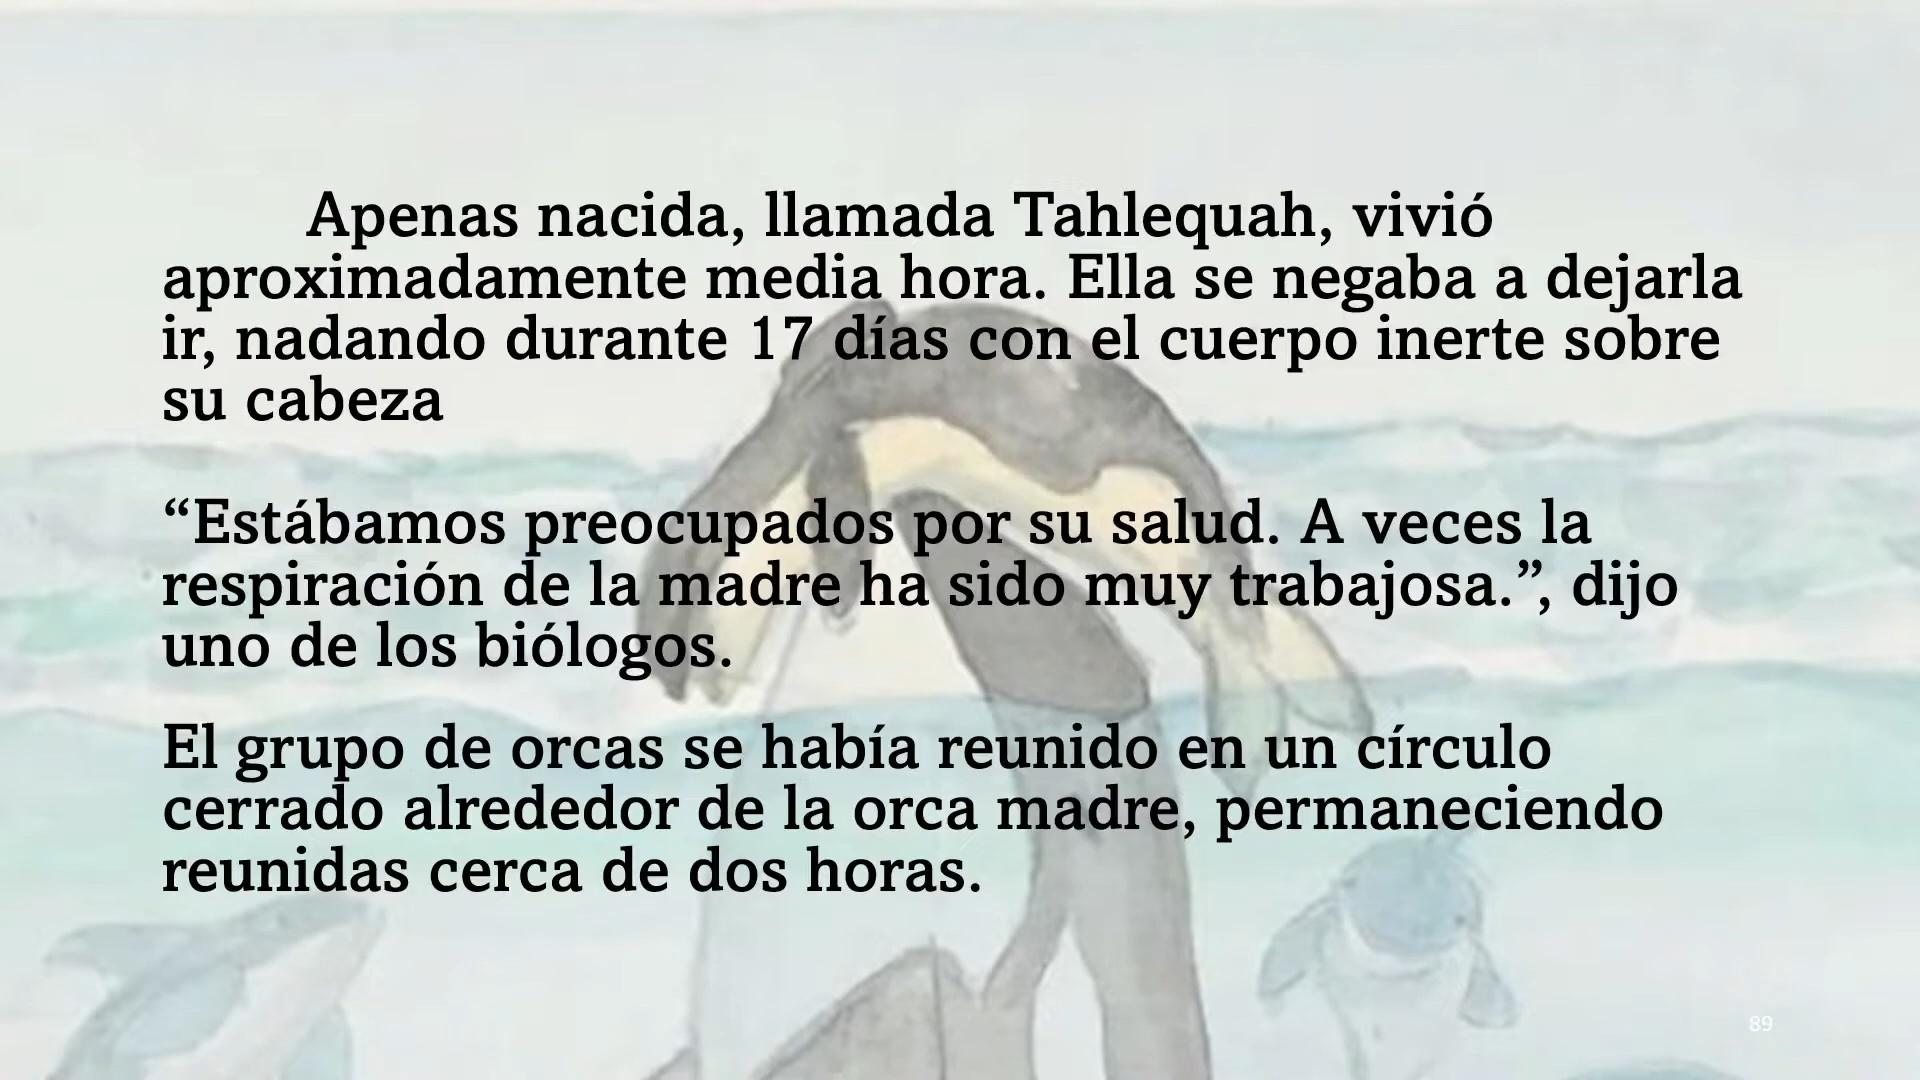 Apenas nacida, llamada Tahlequah, vivió
aproximadamente media hora. Ella se negaba a dejarla
ir, nadando durante 17 días con el cuerpo inerte sobre
su cabeza
“Estábamos preocupados por su salud. A veces la
respiración de la madre ha sido muy trabajosa.”, dijo
uno de los biólogos.
El grupo de orcas se había reunido en un círculo
cerrado alrededor de la orca madre, permaneciendo
reunidas cerca de dos horas.
89